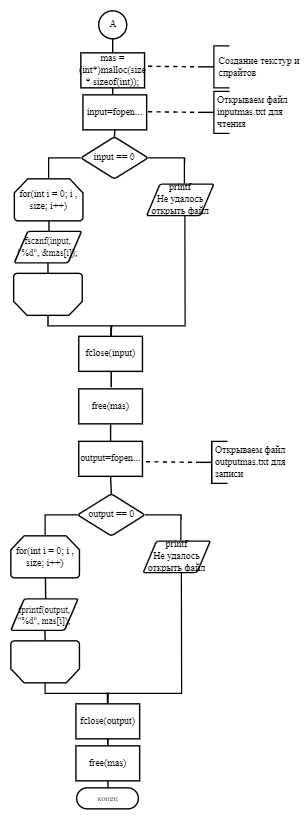 A
mas =
(int*)malloc(size
* sizeof(int));
Создание текстур и
спрайтов
input=fopen...
Открываем файл
inputmas.txt для
чтения
input == 0
for(int i = 0; i ,
size; i++)
printf
Не удалось
открыть файл
fscanf(input,
"%d", &mas[i]);
fclose(input)
free(mas)
output=fopen...
Открываем файл
outputmas.txt для
записи
output == 0
for(int i = 0; i ,
size; i++)
printf
Не удалось
открыть файл
fprintf(output,
"%d", mas[i]);
fclose(output)
free(mas)
конец